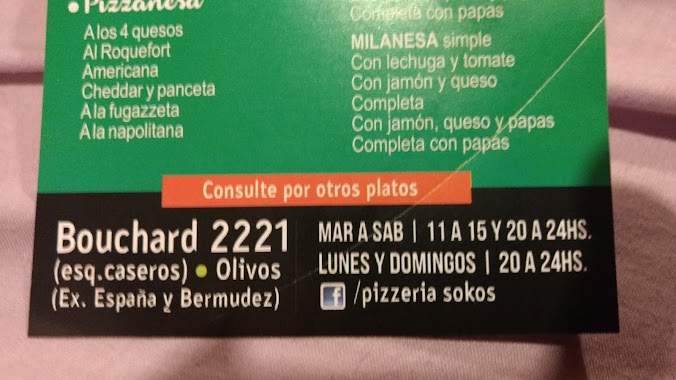 • Pizzanesa
A los 4 quesos
Al Roquefort
Americana
Cheddar y panceta
A la fugazzeta
A la napolitana
Completa con papas
MILANESA simple
Con lechuga y tomate
Con jamón y queso
Completa
Con jamón, queso y papas
Completa con papas
Consulte por otros platos
Bouchard 2221
(esq.caseros) • Olivos
(Ex. España y Bermudez)
MAR A SAB | 11 A 15 Y 20 A 24HS.
LUNES Y DOMINGOS | 20 A 24HS.
f /pizzeria sokos